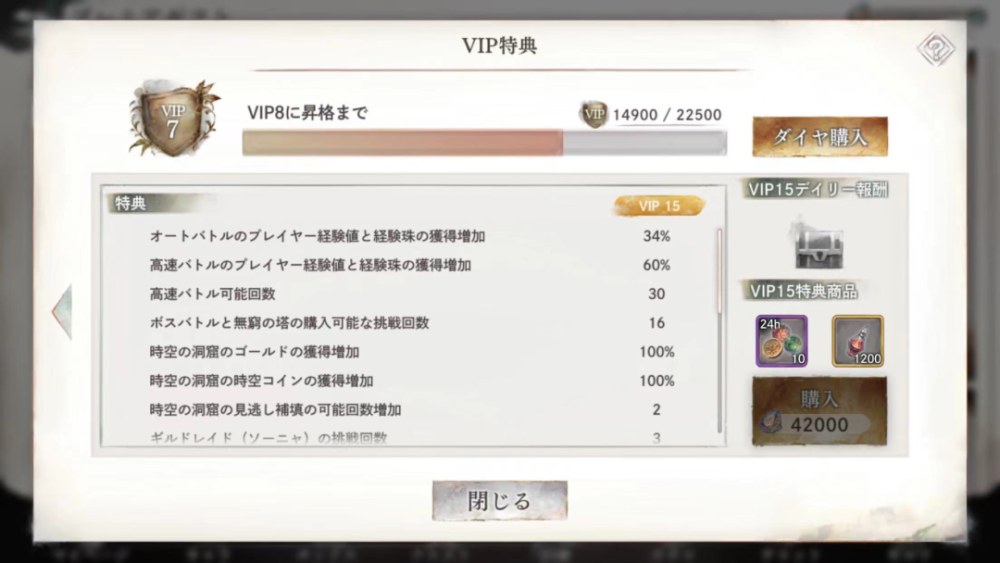 VIP特典
VIP
7
VIP8に昇格まで
VIP 14900 / 22500
ダイヤ購入
特典
VIP 15
オートバトルのプレイヤー経験値と経験珠の獲得増加 34%
高速バトルのプレイヤー経験値と経験珠の獲得増加 60%
高速バトル可能回数 30
ボスバトルと無窮の塔の購入可能な挑戦回数 16
時空の洞窟のゴールドの獲得増加 100%
時空の洞窟の時空コインの獲得増加 100%
時空の洞窟の見逃し補填の可能回数増加 2
ギルドレイド（ソーニャ）の挑戦回数 3
VIP15デイリー報酬
VIP15特典商品
24h
10
1200
購入
42000
閉じる